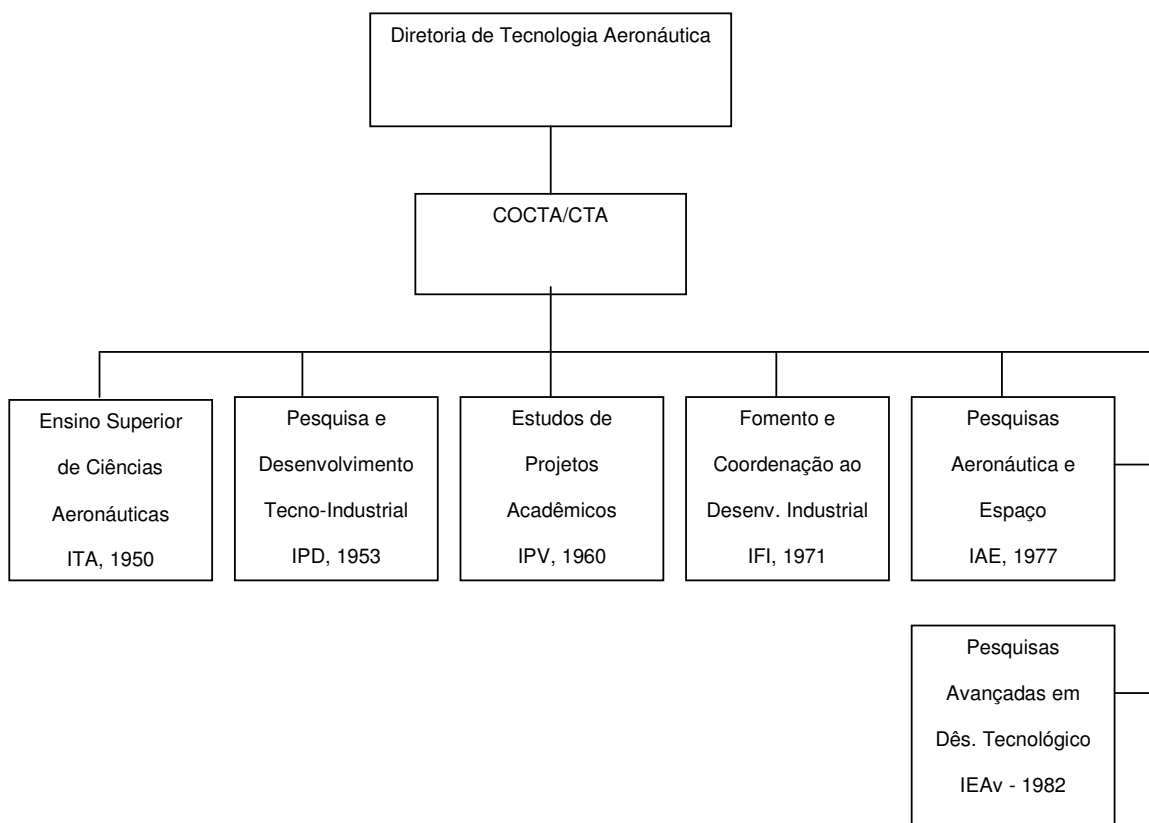 Diretoria de Tecnologia Aeronáutica
COCTA/CTA
Ensino Superior
de Ciências
Aeronáuticas
ITA, 1950
Pesquisa e
Desenvolvimento
Tecno-Industrial
IPD, 1953
Estudos de
Projetos
Acadêmicos
IPV, 1960
Fomento e
Coordenação ao
Desenv. Industrial
IFI, 1971
Pesquisas
Aeronáutica e
Espaço
IAE, 1977
Pesquisas
Avançadas em
Dês. Tecnológico
IEAv - 1982